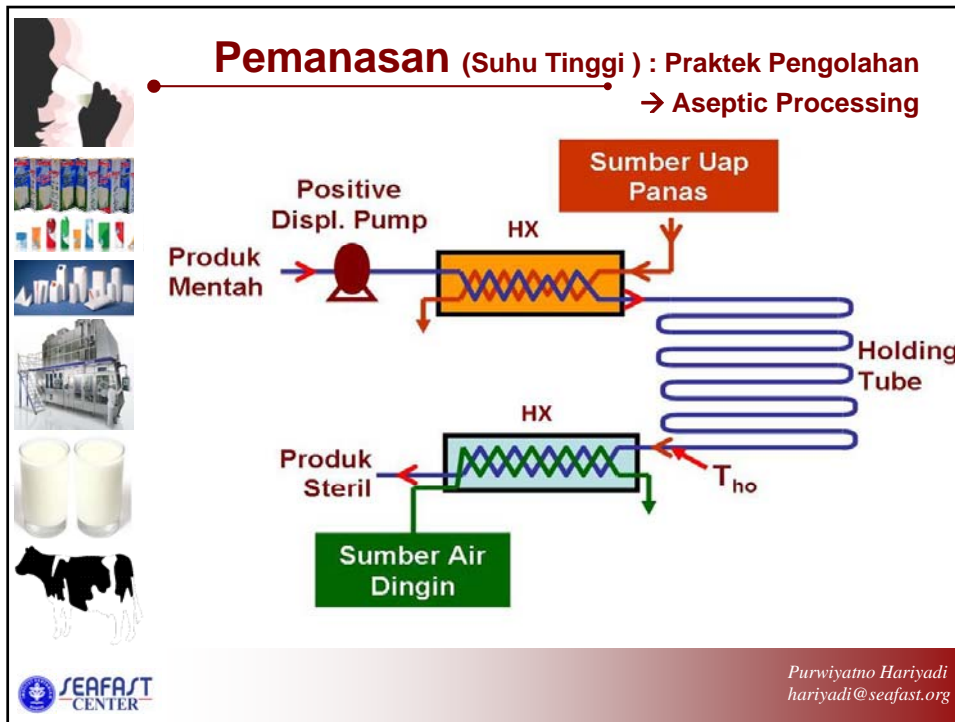 Pemanasan (Suhu Tinggi ) : Praktek Pengolahan
→ Aseptic Processing
Sumber Uap
Panas
Positive
Displ. Pump
HX
Produk
Mentah
Holding
Tube
HX
Produk
Steril
Tho
Sumber Air
Dingin
SEAFAST
CENTER
Purwiyatno Hariyadi
hariyadi@seafast.org